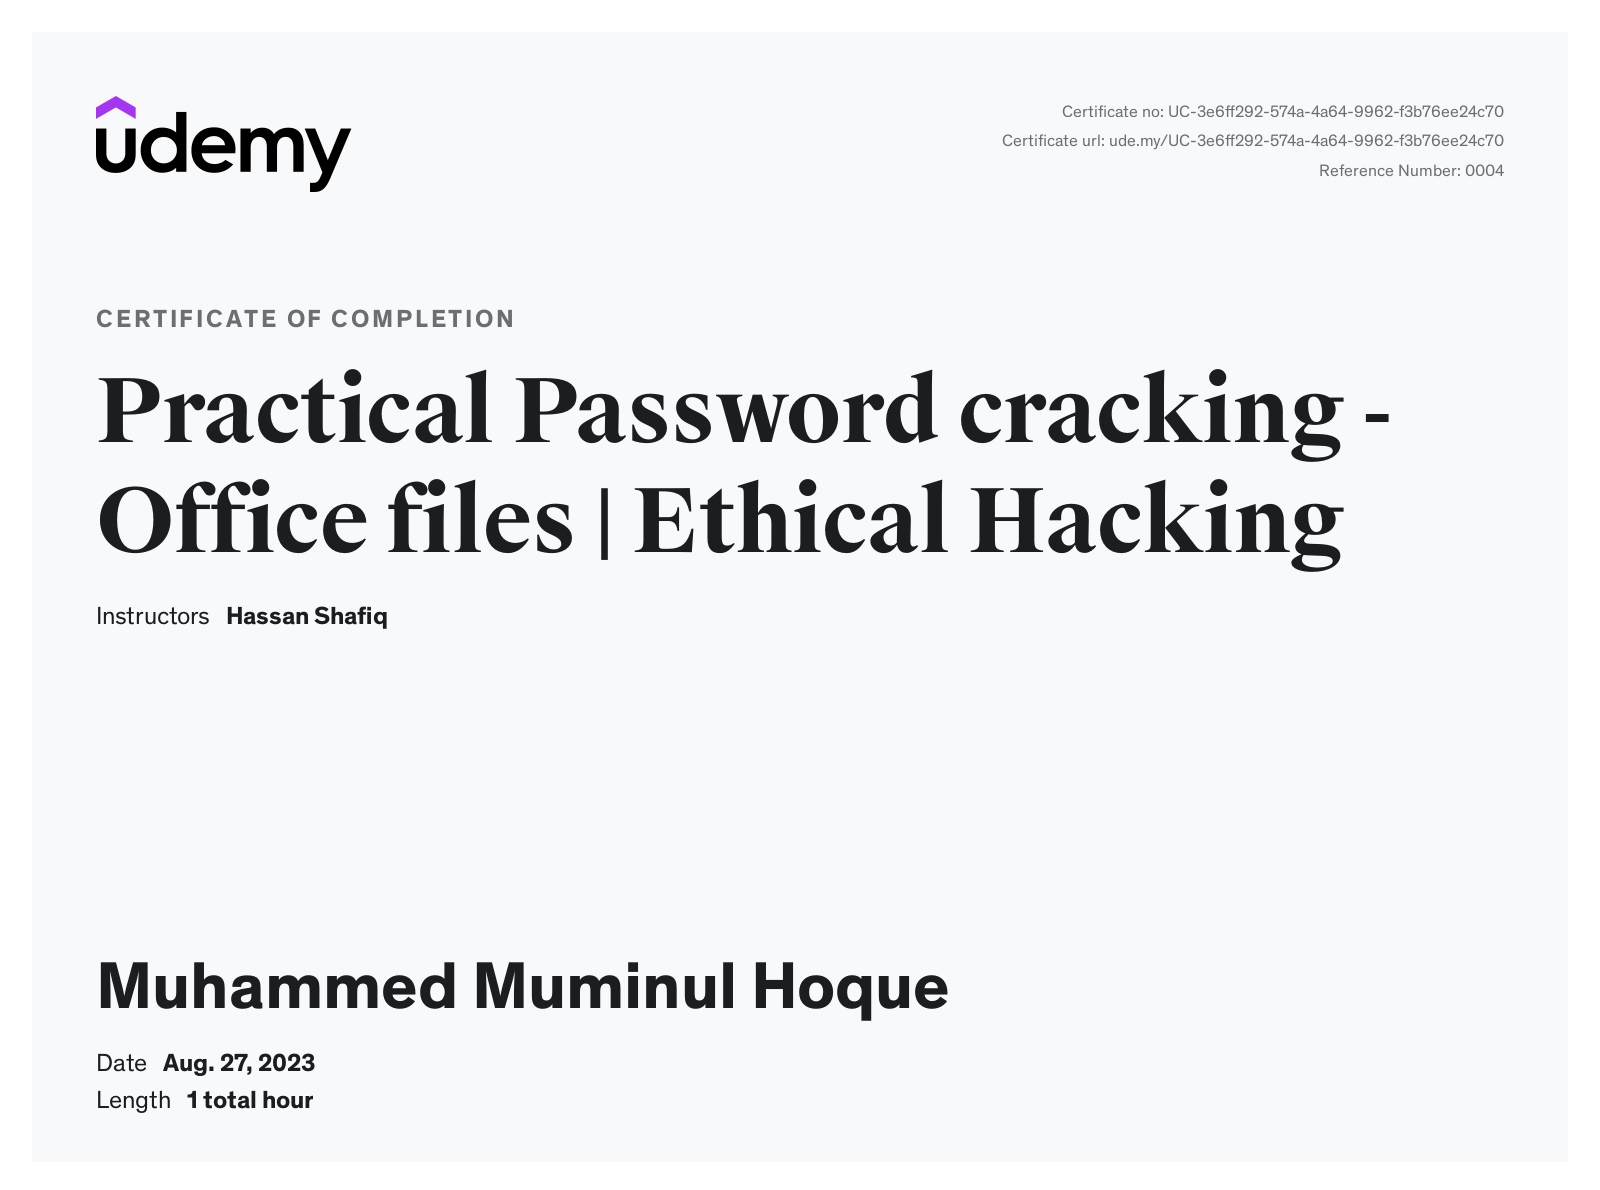 udemy
Certificate no: UC-3e6ff292-574a-4a64-9962-f3b76ee24c70
Certificate url: ude.my/UC-3e6ff292-574a-4a64-9962-f3b76ee24c70
Reference Number: 0004
CERTIFICATE OF COMPLETION
Practical Password cracking -
Office files | Ethical Hacking
Instructors Hassan Shafiq
Muhammed Muminul Hoque
Date Aug. 27, 2023
Length 1 total hour